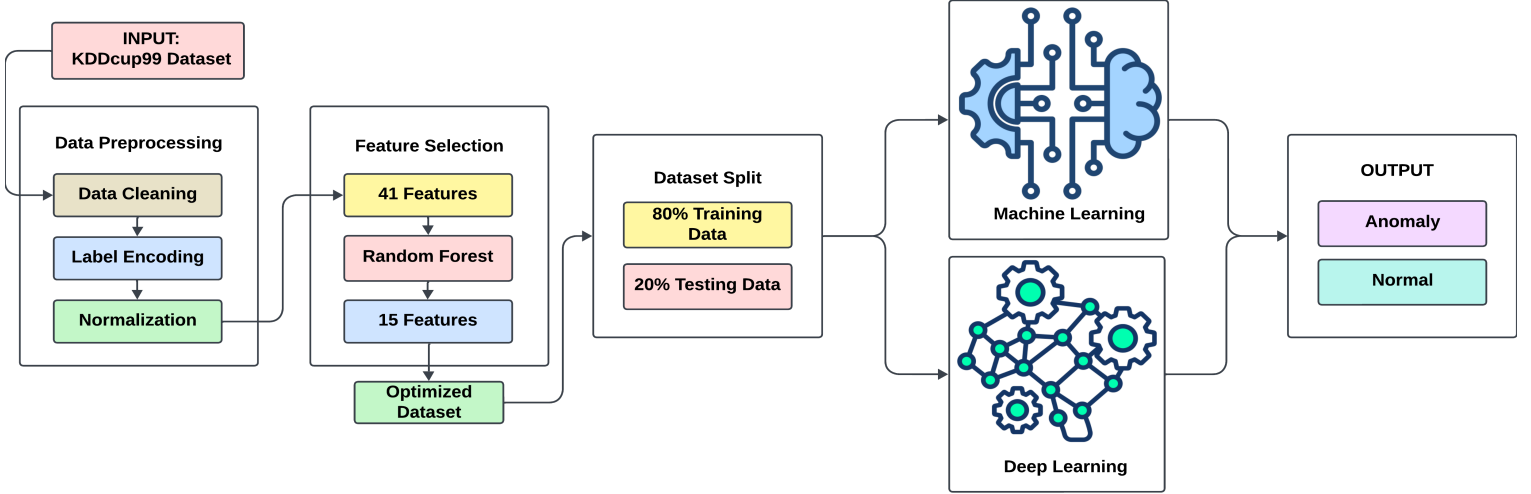 INPUT:
KDDcup99 Dataset
Data Preprocessing
Data Cleaning
Label Encoding
Normalization
Feature Selection
41 Features
Random Forest
15 Features
Optimized
Dataset
Dataset Split
80% Training
Data
20% Testing Data
Machine Learning
Deep Learning
OUTPUT
Anomaly
Normal